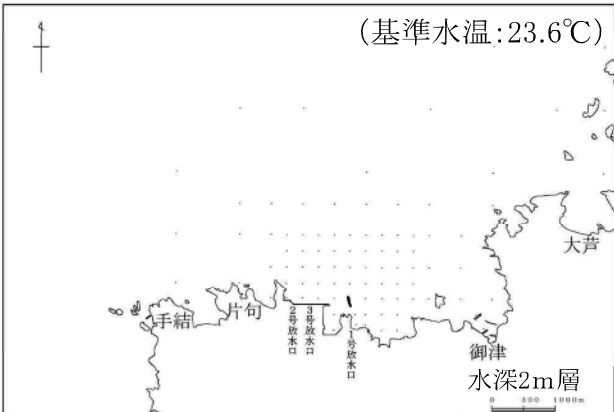 (基準水温:23.6℃)
大芦
手結
片句
2号放水口
3号放水口
1号放水口
御津
水深2m層
0 500 1000m